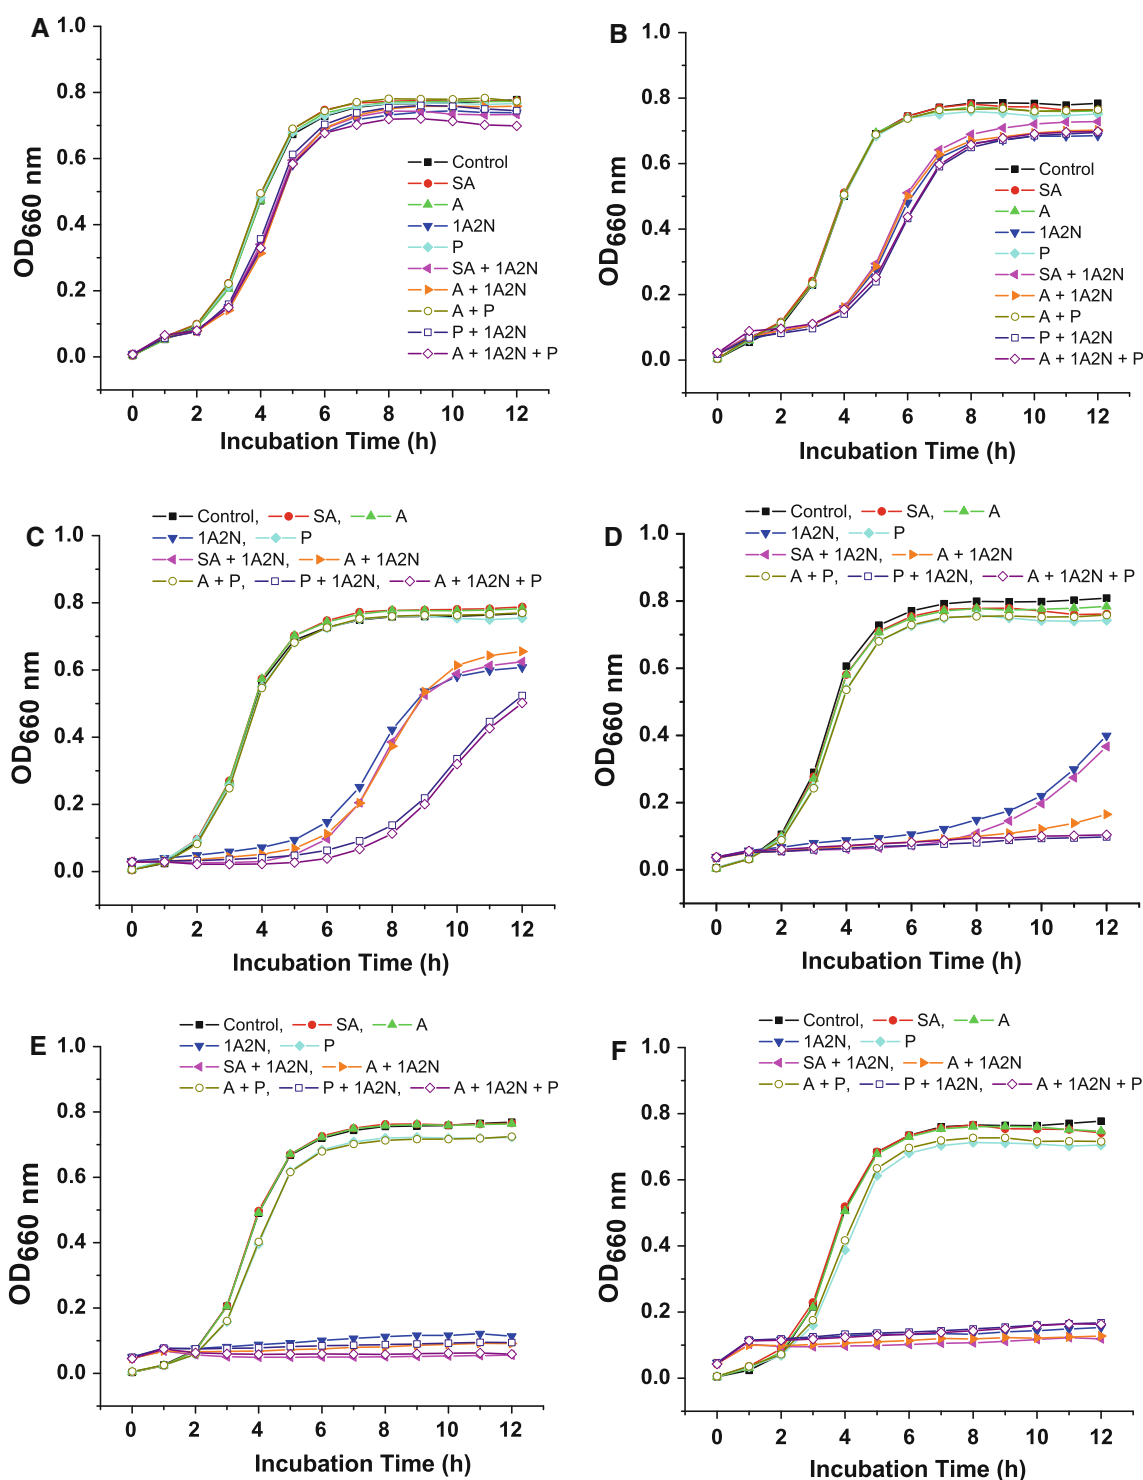 A
1.0
0.8
0.6
0.4
0.2
0.0
OD660 nm
Control
SA
A
1A2N
P
SA + 1A2N
A + 1A2N
A + P
P + 1A2N
A + 1A2N + P
0 2 4 6 8 10 12
Incubation Time (h)
B
1.0
0.8
0.6
0.4
0.2
0.0
OD660 nm
Control
SA
A
1A2N
P
SA + 1A2N
A + 1A2N
A + P
P + 1A2N
A + 1A2N + P
0 2 4 6 8 10 12
Incubation Time (h)
C
Control, SA, A
1A2N, P
SA + 1A2N, A + 1A2N
A + P, P + 1A2N, A + 1A2N + P
1.0
0.8
0.6
0.4
0.2
0.0
OD660 nm
0 2 4 6 8 10 12
Incubation Time (h)
D
Control, SA, A
1A2N, P
SA + 1A2N, A + 1A2N
A + P, P + 1A2N, A + 1A2N + P
1.0
0.8
0.6
0.4
0.2
0.0
OD660 nm
0 2 4 6 8 10 12
Incubation Time (h)
E
Control, SA, A
1A2N, P
SA + 1A2N, A + 1A2N
A + P, P + 1A2N, A + 1A2N + P
1.0
0.8
0.6
0.4
0.2
0.0
OD660 nm
0 2 4 6 8 10 12
Incubation Time (h)
F
Control, SA, A
1A2N, P
SA + 1A2N, A + 1A2N
A + P, P + 1A2N, A + 1A2N + P
1.0
0.8
0.6
0.4
0.2
0.0
OD660 nm
0 2 4 6 8 10 12
Incubation Time (h)